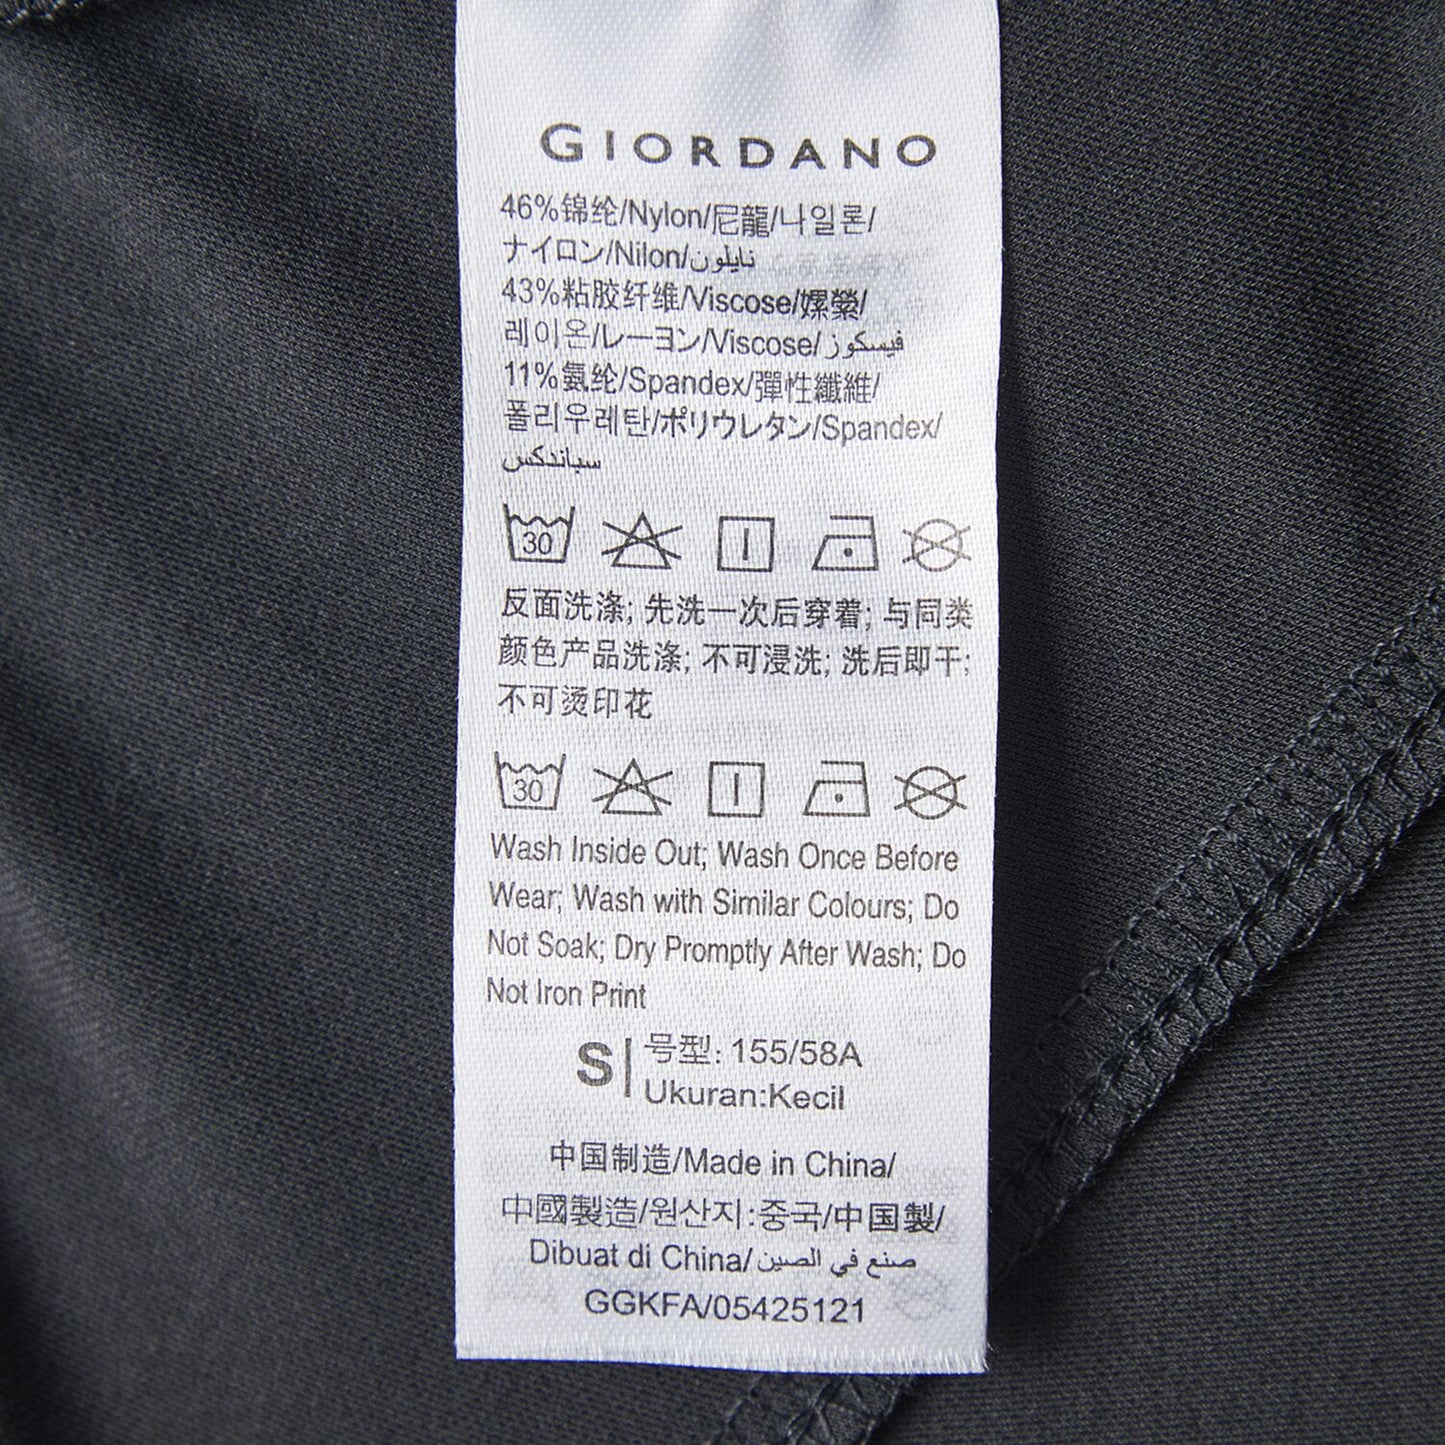 GIORDANO
46%锦纶/Nylon/尼龍/나일론/
ナイロン/Nilon/نايلون
43%粘胶纤维/Viscose/嫘縈/
레이온/レーヨン/Viscose/فيسكوز
11%氨纶/Spandex/彈性纖維/
폴리우레탄/ポリウレタン/Spandex/
سباندكس
30
反面洗涤; 先洗一次后穿着; 与同类
颜色产品洗涤; 不可浸洗; 洗后即干;
不可烫印花
30
Wash Inside Out; Wash Once Before
Wear; Wash with Similar Colours; Do
Not Soak; Dry Promptly After Wash; Do
Not Iron Print
S 号型: 155/58A
Ukuran:Kecil
中国制造/Made in China/
中國製造/원산지:중국/中国製/
Dibuat di China/صنع في الصين
GGKFA/05425121